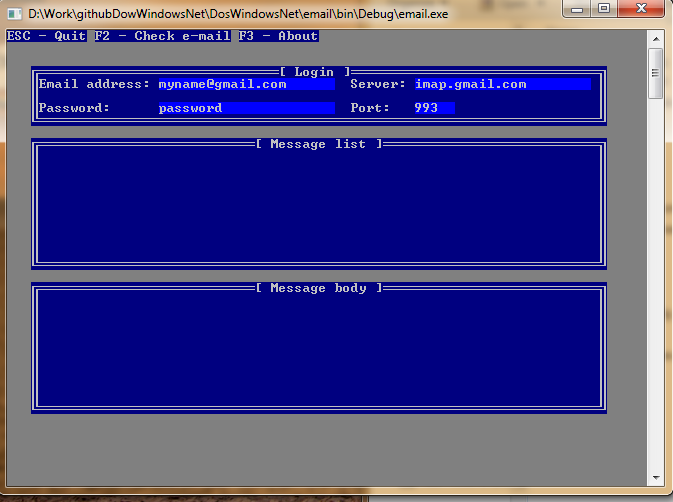 D:\Work\githubDowWindowsNet\DosWindowsNet\email\bin\Debug\email.exe
ESC - Quit F2 - Check e-mail F3 - About
[ Login ]
Email address: myname@gmail.com Server: imap.gmail.com
Password: password Port: 993
[ Message list ]
[ Message body ]